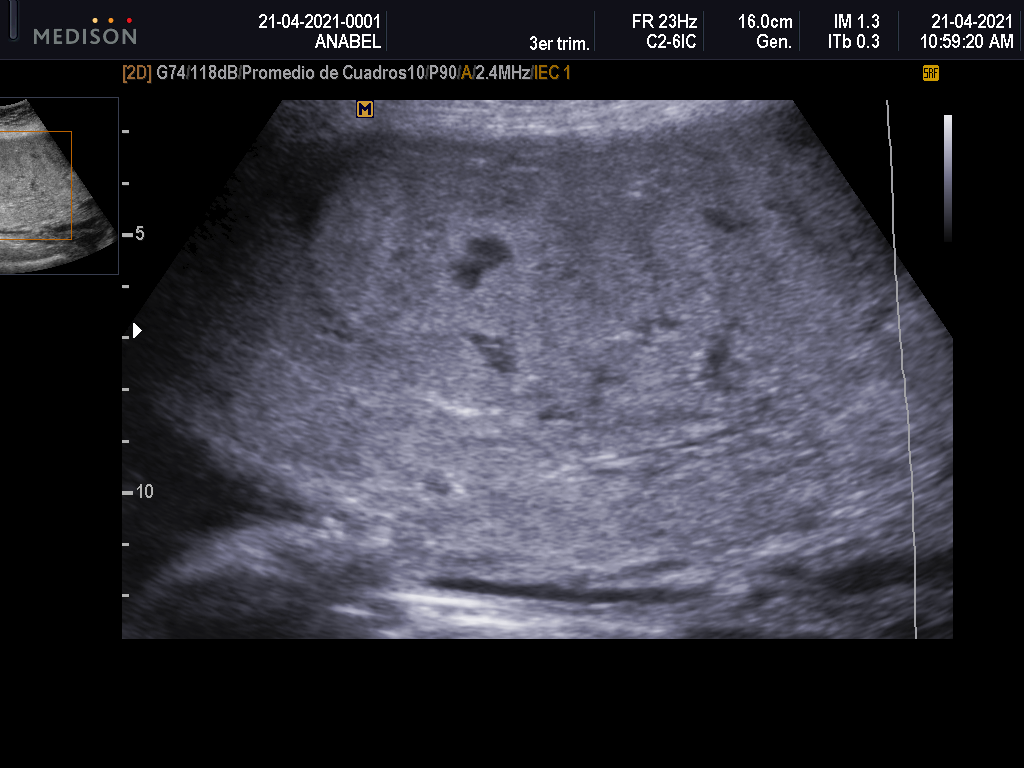 MEDISON
21-04-2021-0001
ANABEL
3er trim.
FR 23Hz
C2-6IC
16.0cm
Gen.
IM 1.3
ITb 0.3
21-04-2021
10:59:20 AM
[2D] G74/118dB/Promedio de Cuadros10/P90/A/2.4MHz/IEC 1
SRF
M
5
10